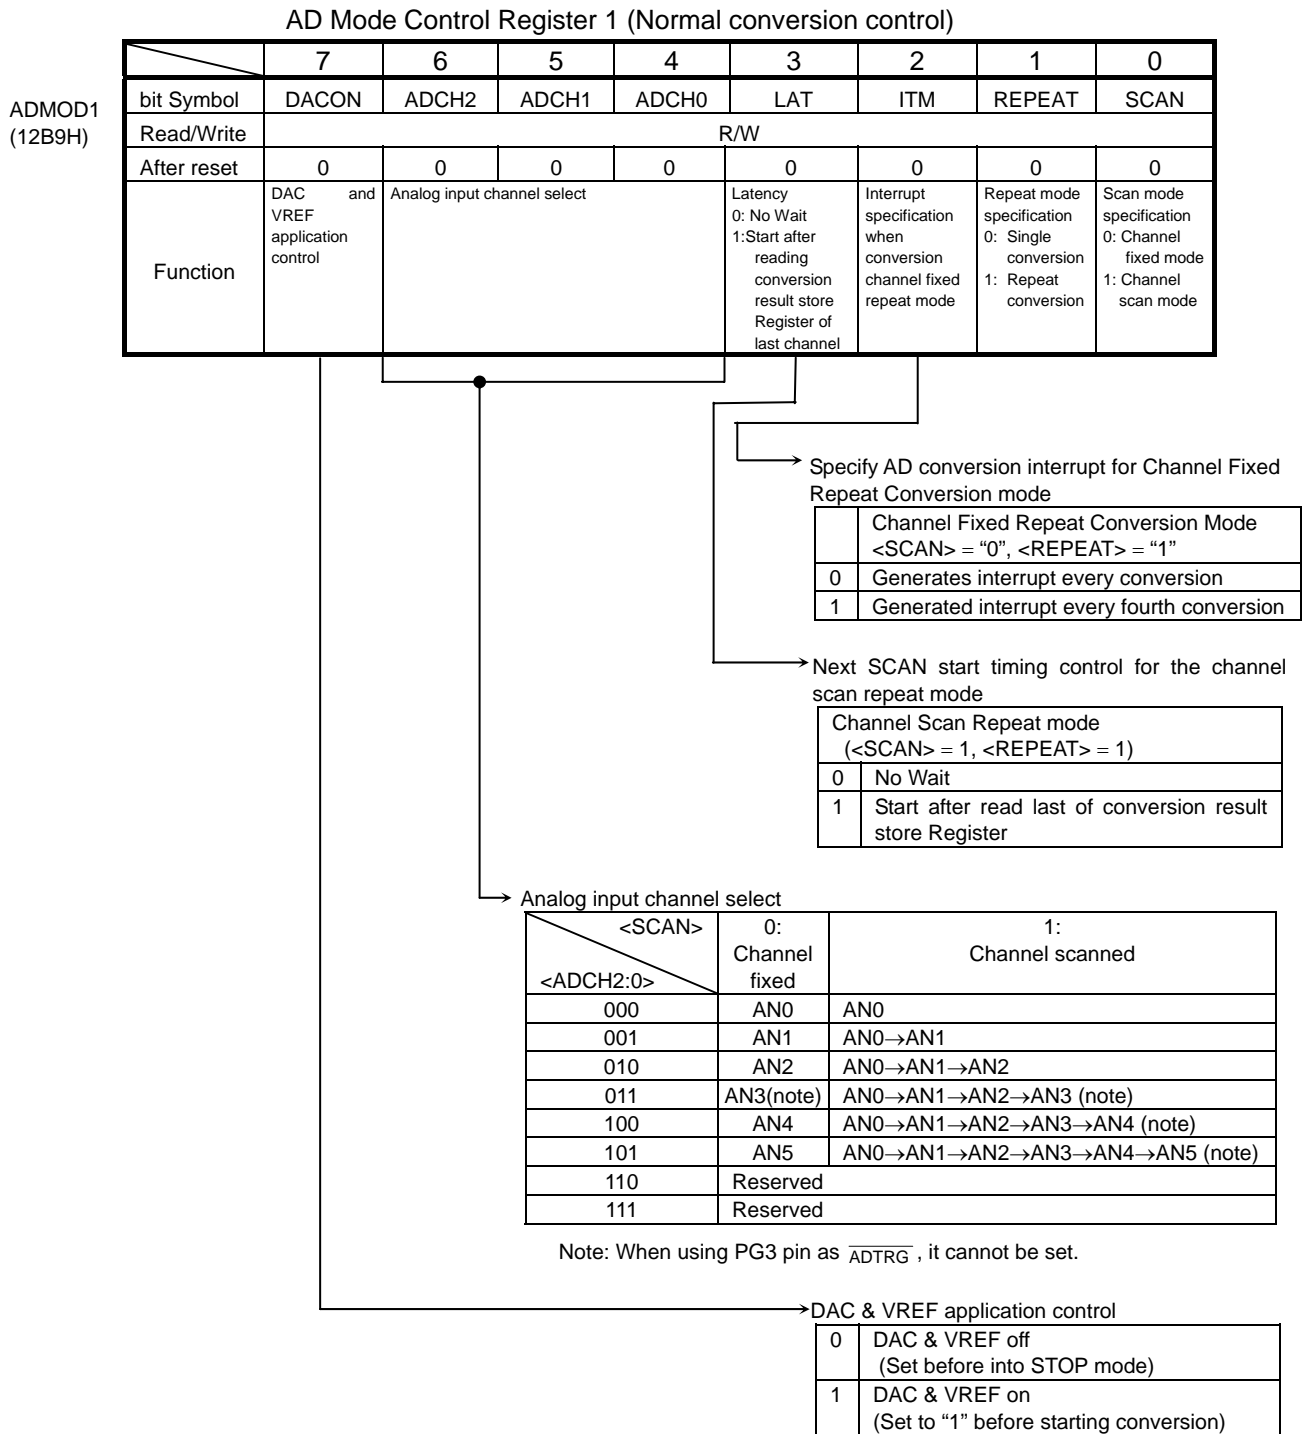 AD Mode Control Register 1 (Normal conversion control)
7 6 5 4 3 2 1 0
ADMOD1
(12B9H)
bit Symbol DACON ADCH2 ADCH1 ADCH0 LAT ITM REPEAT SCAN
Read/Write R/W
After reset 0 0 0 0 0 0 0 0
Function
DAC and
VREF
application
control
Analog input channel select
Latency
0: No Wait
1:Start after
reading
conversion
result store
Register of
last channel
Interrupt
specification
when
conversion
channel fixed
repeat mode
Repeat mode
specification
0: Single
conversion
1: Repeat
conversion
Scan mode
specification
0: Channel
fixed mode
1: Channel
scan mode
Specify AD conversion interrupt for Channel Fixed
Repeat Conversion mode
Channel Fixed Repeat Conversion Mode
<SCAN> = “0”, <REPEAT> = “1”
0 Generates interrupt every conversion
1 Generated interrupt every fourth conversion
Next SCAN start timing control for the channel
scan repeat mode
Channel Scan Repeat mode
(<SCAN> = 1, <REPEAT> = 1)
0 No Wait
1 Start after read last of conversion result
store Register
Analog input channel select
<SCAN>
<ADCH2:0>
0:
Channel
fixed
1:
Channel scanned
000 AN0 AN0
001 AN1 AN0→AN1
010 AN2 AN0→AN1→AN2
011 AN3(note) AN0→AN1→AN2→AN3 (note)
100 AN4 AN0→AN1→AN2→AN3→AN4 (note)
101 AN5 AN0→AN1→AN2→AN3→AN4→AN5 (note)
110 Reserved
111 Reserved
Note: When using PG3 pin as ADTRG , it cannot be set.
DAC & VREF application control
0 DAC & VREF off
(Set before into STOP mode)
1 DAC & VREF on
(Set to “1” before starting conversion)